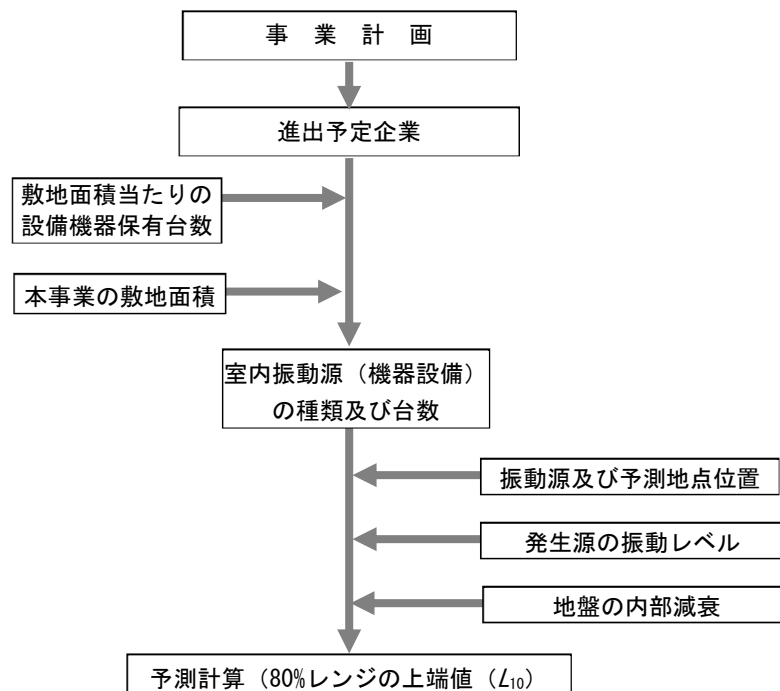 事 業 計 画
進出予定企業
敷地面積当たりの
設備機器保有台数
本事業の敷地面積
室内振動源（機器設備）
の種類及び台数
振動源及び予測地点位置
発生源の振動レベル
地盤の内部減衰
予測計算（80%レンジの上端値（L10）